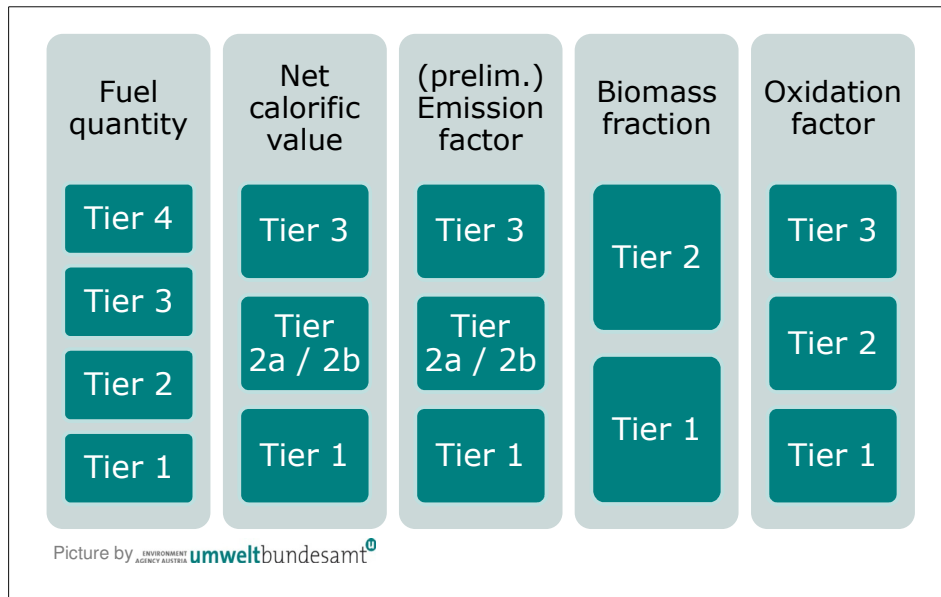 Fuel
quantity
Tier 4
Tier 3
Tier 2
Tier 1
Net
calorific
value
Tier 3
Tier
2a / 2b
Tier 1
(prelim.)
Emission
factor
Tier 3
Tier
2a / 2b
Tier 1
Biomass
fraction
Tier 2
Tier 1
Oxidation
factor
Tier 3
Tier 2
Tier 1
Picture by ENVIRONMENT AGENCY AUSTRIA umweltbundesamt